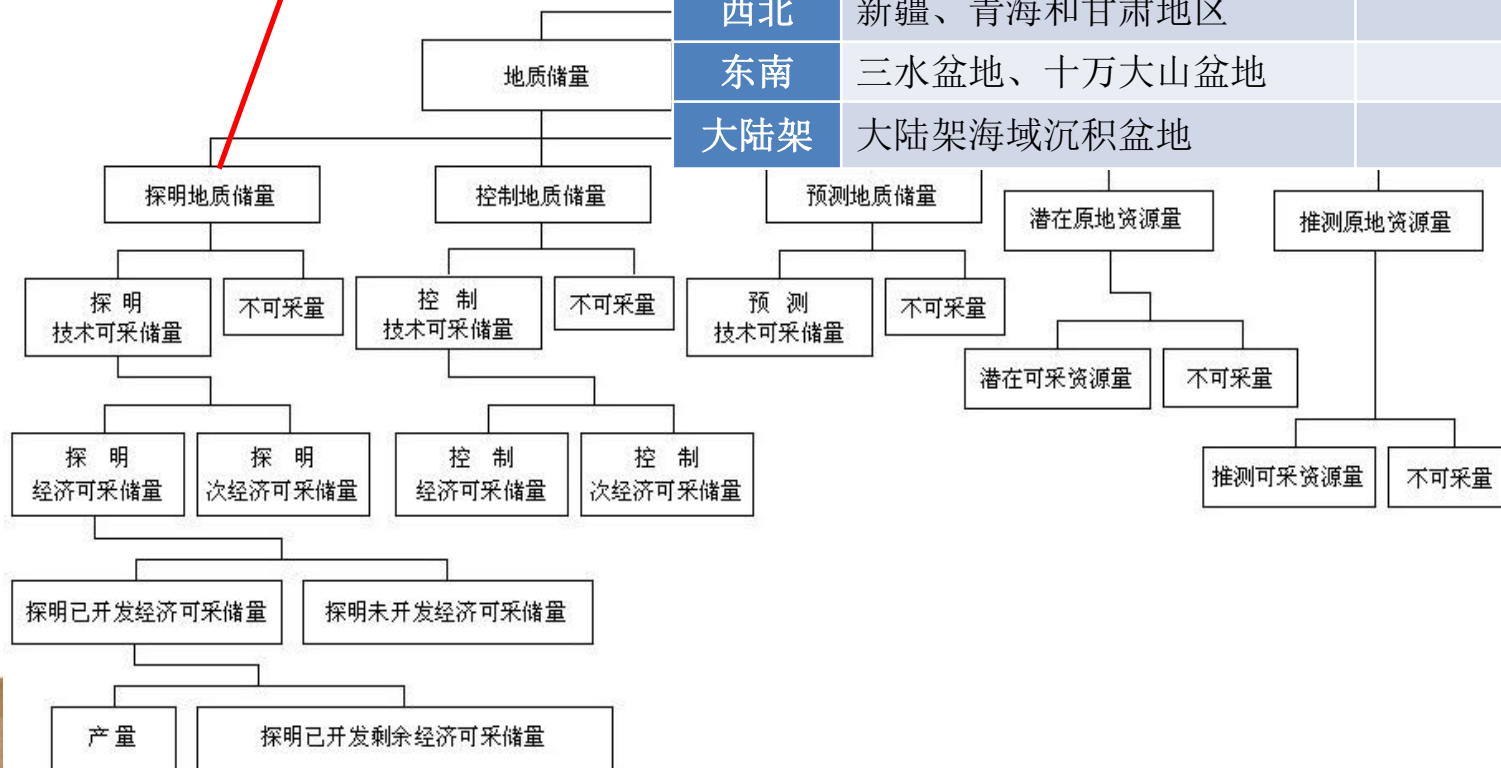 西北 新疆、青海和甘肃地区
东南 三水盆地、十万大山盆地
大陆架 大陆架海域沉积盆地
地质储量
探明地质储量
控制地质储量
预测地质储量
潜在原地资源量
推测原地资源量
探 明
技术可采储量
不可采量
控 制
技术可采储量
不可采量
预 测
技术可采储量
不可采量
潜在可采资源量
不可采量
探 明
经济可采储量
探 明
次经济可采储量
控 制
经济可采储量
控 制
次经济可采储量
推测可采资源量
不可采量
探明已开发经济可采储量
探明未开发经济可采储量
产量
探明已开发剩余经济可采储量